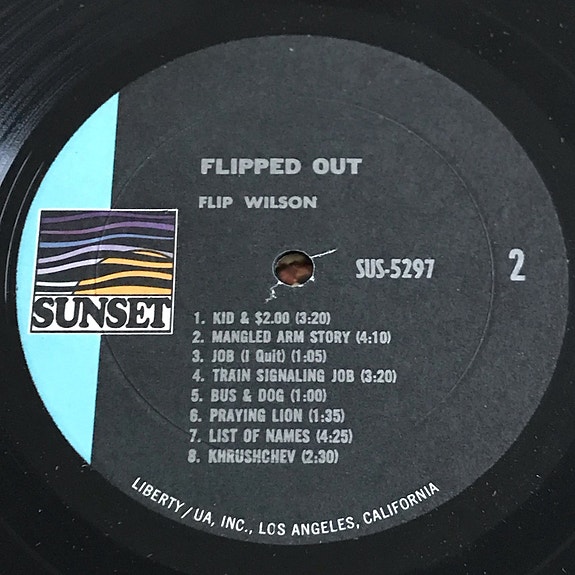 FLIPPED OUT
FLIP WILSON
SUS-5297
2
SUNSET
1. KID & $2.00 (3:20)
2. MANGLED ARM STORY (4:10)
3. JOB (I Quit) (1:05)
4. TRAIN SIGNALING JOB (3:20)
5. BUS & DOG (1:00)
6. PRAYING LION (1:35)
7. LIST OF NAMES (4:25)
8. KHRUSHCHEV (2:30)
LIBERTY/UA, INC., LOS ANGELES, CALIFORNIA